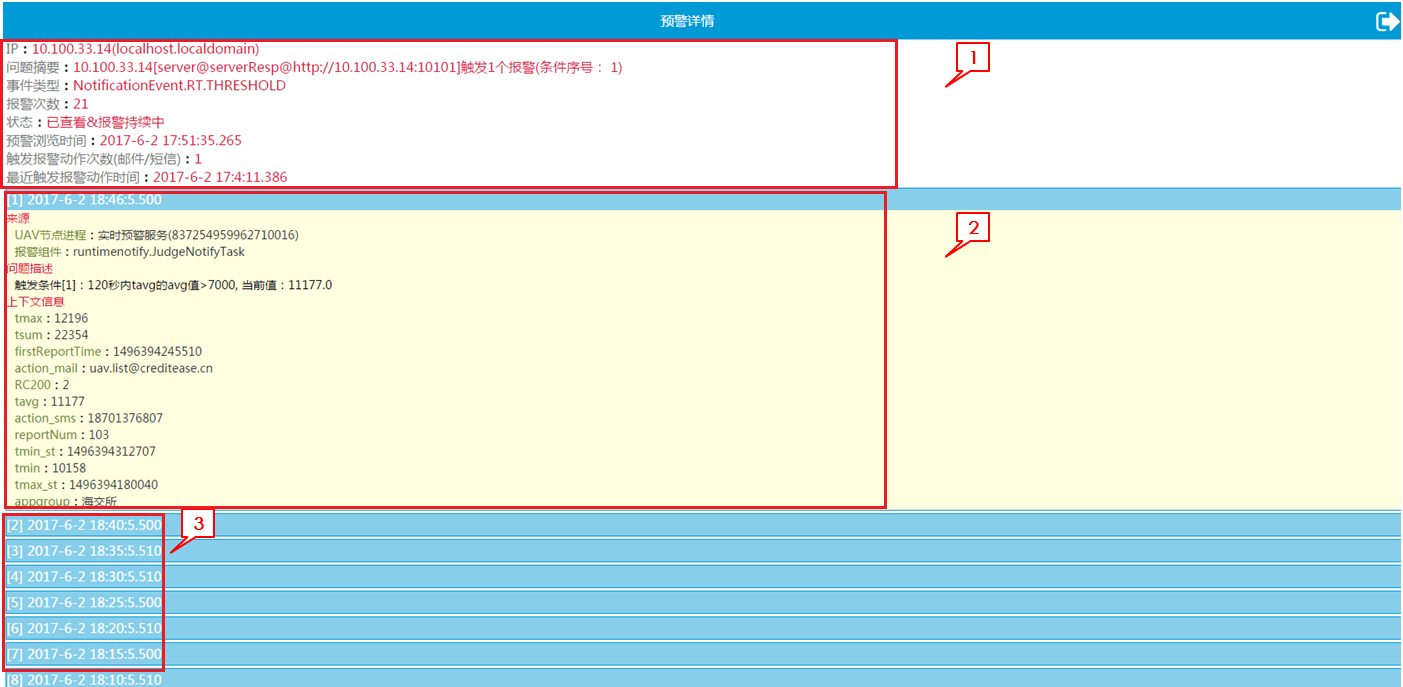 预警详情
IP：10.100.33.14(localhost.localdomain)
问题摘要：10.100.33.14[server@serverResp@http://10.100.33.14:10101]触发1个报警(条件序号： 1)
事件类型：NotificationEvent.RT.THRESHOLD
报警次数：21
状态：已查看&报警持续中
预警浏览时间：2017-6-2 17:51:35.265
触发报警动作次数(邮件/短信)：1
最近触发报警动作时间：2017-6-2 17:4:11.386
1
[1] 2017-6-2 18:46:5.500
来源
UAV节点进程：实时预警服务(837254959962710016)
报警组件：runtimenotify.JudgeNotifyTask
问题描述
触发条件[1]：120秒内tavg的avg值>7000, 当前值：11177.0
上下文信息
tmax：12196
tsum：22354
firstReportTime：1496394245510
action_mail：uav.list@creditease.cn
RC200：2
tavg：11177
action_sms：18701376807
reportNum：103
tmin_st：1496394312707
tmin：10158
tmax_st：1496394180040
appgroup：海交所
2
[2] 2017-6-2 18:40:5.500
[3] 2017-6-2 18:35:5.510
[4] 2017-6-2 18:30:5.510
[5] 2017-6-2 18:25:5.500
[6] 2017-6-2 18:20:5.510
[7] 2017-6-2 18:15:5.500
3
[8] 2017-6-2 18:10:5.510